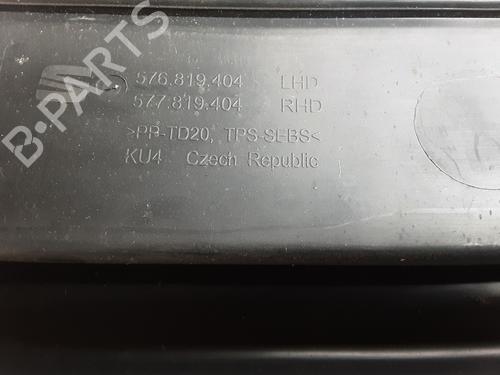 B-PARTS
576.819.404 LHD
577.819.404 RHD
>PP-TD20, TPS-SEBS<
KU4 Czech Republic